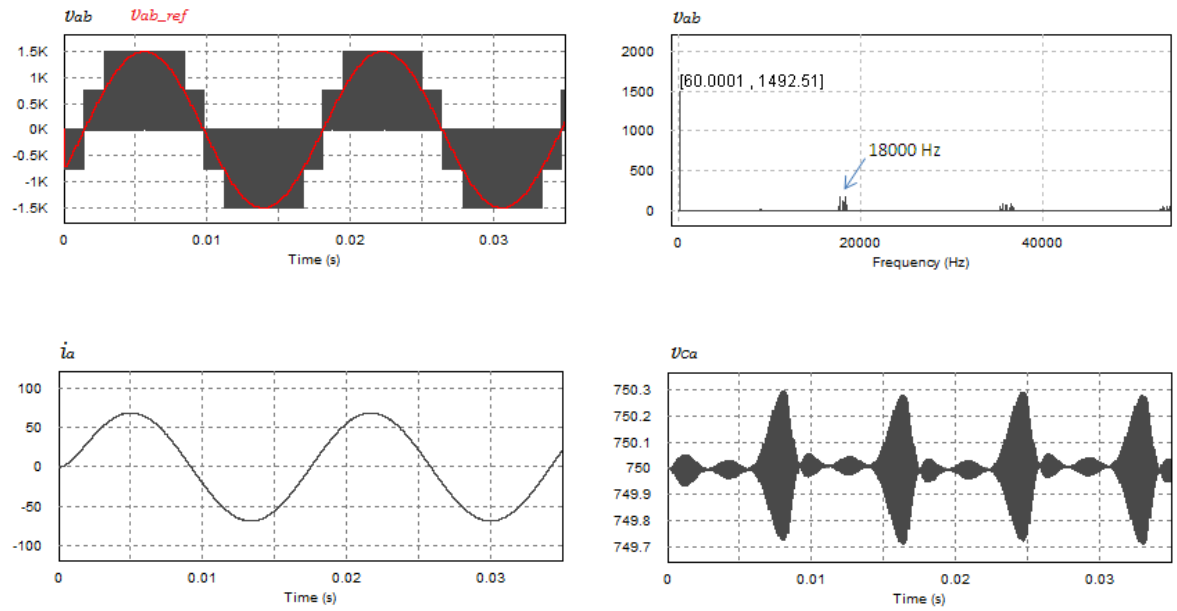 vab vab_ref
1.5K
1K
0.5K
0K
-0.5K
-1K
-1.5K
0 0.01 0.02 0.03
Time (s)
vab
2000
1500
1000
500
0
[60.0001 , 1492.51]
18000 Hz
0 20000 40000
Frequency (Hz)
ia
100
50
0
-50
-100
0 0.01 0.02 0.03
Time (s)
vCa
750.3
750.2
750.1
750
749.9
749.8
749.7
0 0.01 0.02 0.03
Time (s)